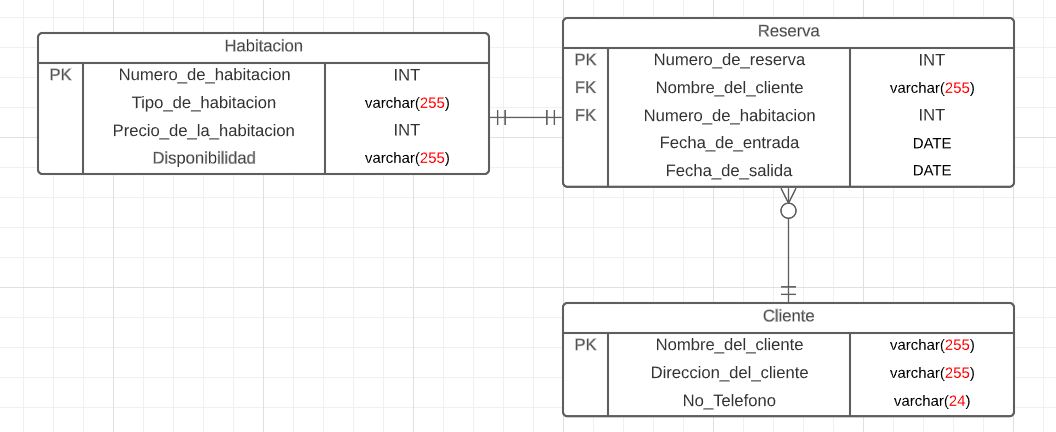 Habitacion
PK Numero_de_habitacion INT
Tipo_de_habitacion varchar(255)
Precio_de_la_habitacion INT
Disponibilidad varchar(255)
Reserva
PK Numero_de_reserva INT
FK Nombre_del_cliente varchar(255)
FK Numero_de_habitacion INT
Fecha_de_entrada DATE
Fecha_de_salida DATE
Cliente
PK Nombre_del_cliente varchar(255)
Direccion_del_cliente varchar(255)
No_Telefono varchar(24)